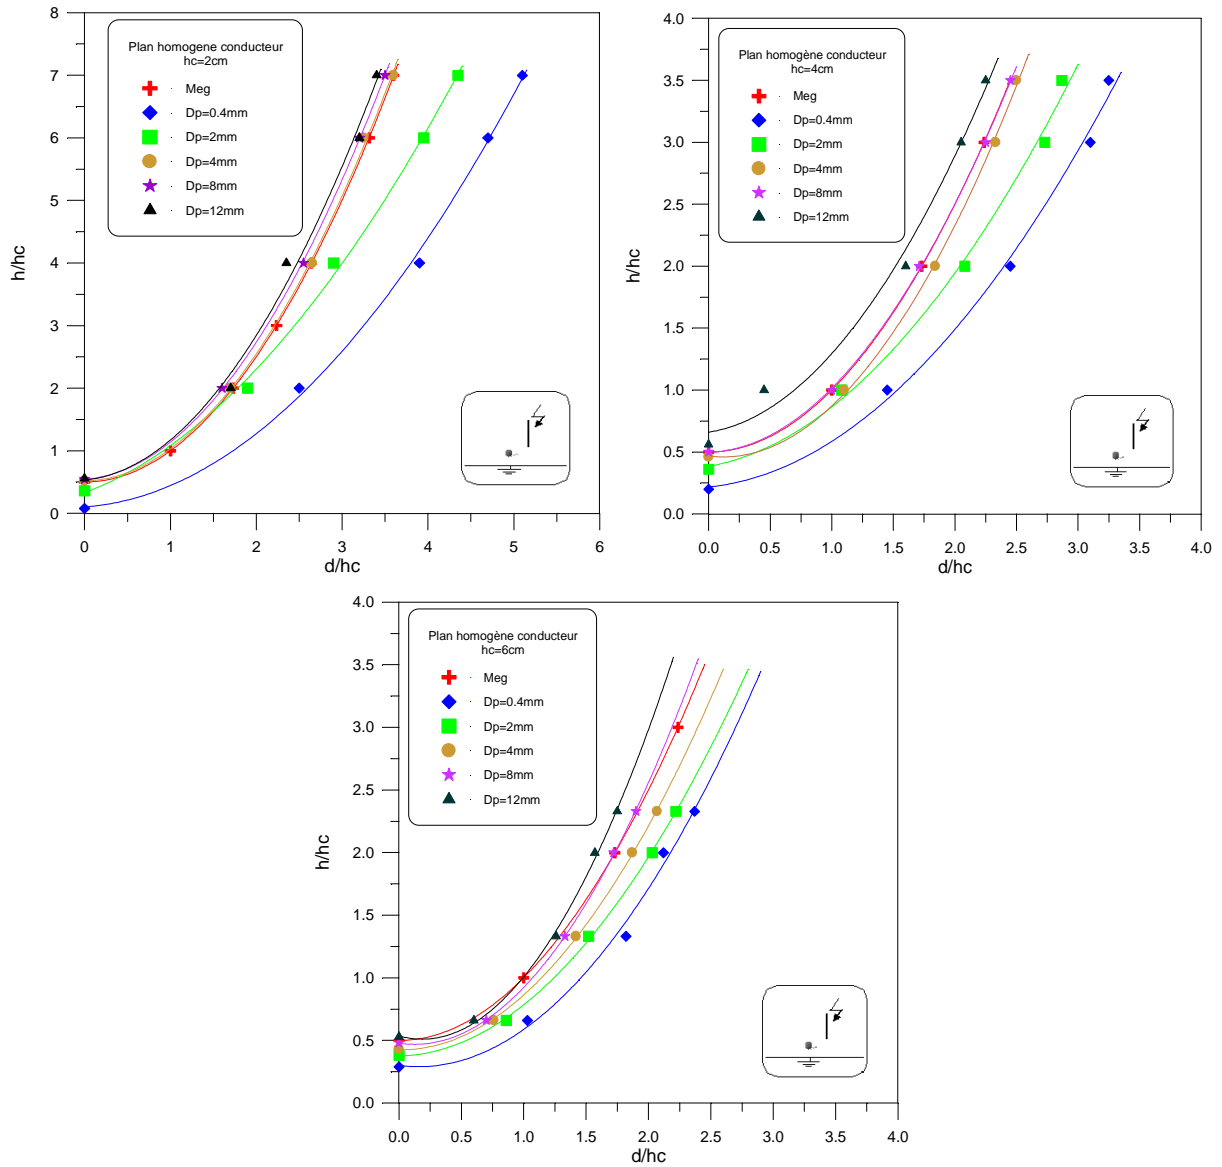 Plan homogene conducteur
hc=2cm
Meg
Dp=0.4mm
Dp=2mm
Dp=4mm
Dp=8mm
Dp=12mm
h/hc
8
7
6
5
4
3
2
1
0
0 1 2 3 4 5 6
d/hc
Plan homogène conducteur
hc=4cm
Meg
Dp=0.4mm
Dp=2mm
Dp=4mm
Dp=8mm
Dp=12mm
h/hc
4.0
3.5
3.0
2.5
2.0
1.5
1.0
0.5
0.0
0.0 0.5 1.0 1.5 2.0 2.5 3.0 3.5 4.0
d/hc
Plan homogène conducteur
hc=6cm
Meg
Dp=0.4mm
Dp=2mm
Dp=4mm
Dp=8mm
Dp=12mm
h/hc
4.0
3.5
3.0
2.5
2.0
1.5
1.0
0.5
0.0
0.0 0.5 1.0 1.5 2.0 2.5 3.0 3.5 4.0
d/hc